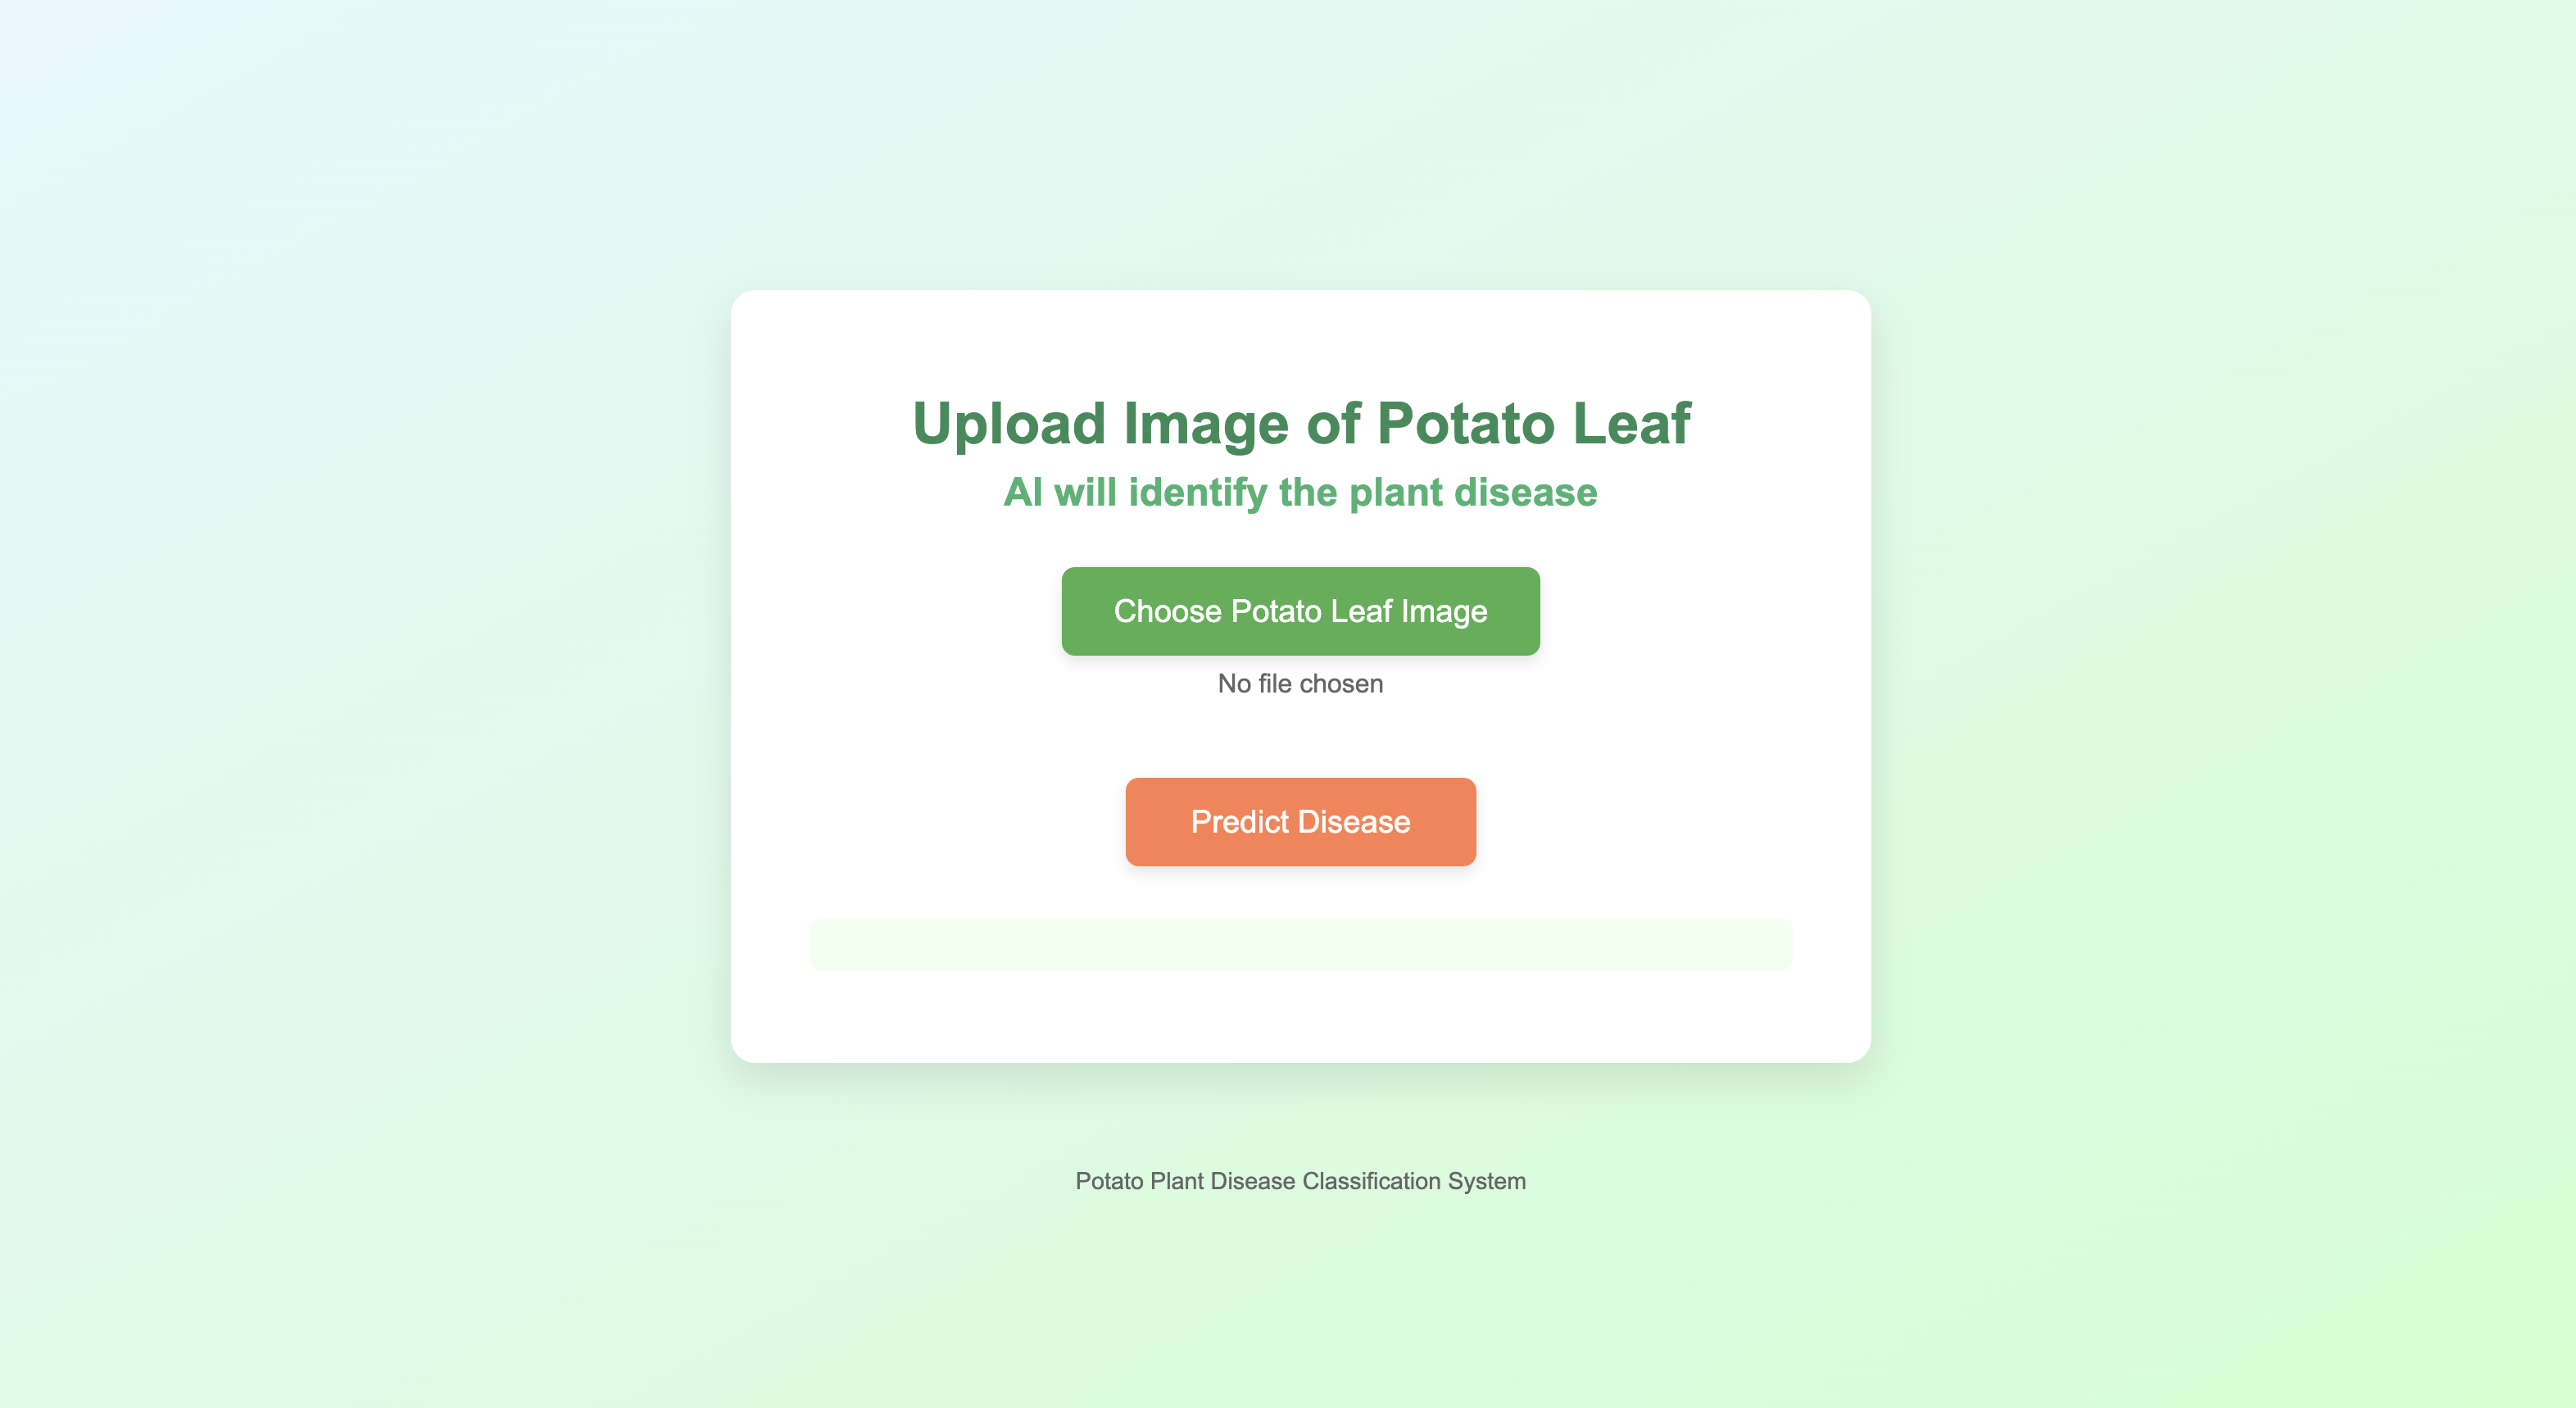 Upload Image of Potato Leaf
AI will identify the plant disease
Choose Potato Leaf Image
No file chosen
Predict Disease
Potato Plant Disease Classification System